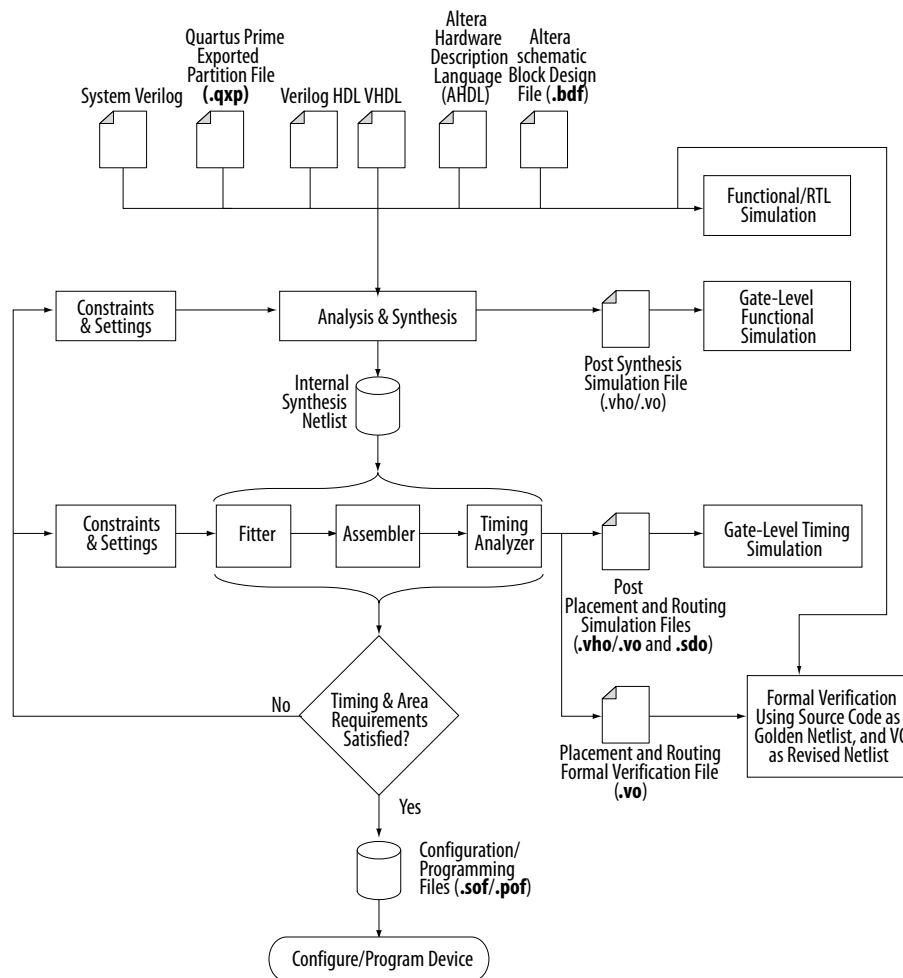 Quartus Prime
Exported
Partition File
(.qxp)
Altera
Hardware
Description
Language
(AHDL)
Altera
schematic
Block Design
File (.bdf)
System Verilog
Verilog HDL VHDL
Functional/RTL
Simulation
Constraints
& Settings
Analysis & Synthesis
Gate-Level
Functional
Simulation
Post Synthesis
Simulation File
(.vho/.vo)
Internal
Synthesis
Netlist
Constraints
& Settings
Fitter
Assembler
Timing
Analyzer
Gate-Level Timing
Simulation
Post
Placement and Routing
Simulation Files
(.vho/.vo and .sdo)
No
Timing & Area
Requirements
Satisfied?
Formal Verification
Using Source Code as
Golden Netlist, and VO
as Revised Netlist
Placement and Routing
Formal Verification File
(.vo)
Yes
Configuration/
Programming
Files (.sof/.pof)
Configure/Program Device